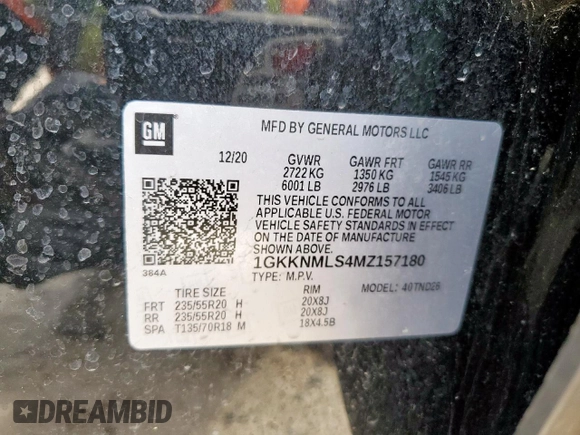 GM
MFD BY GENERAL MOTORS LLC
12/20 GVWR GAWR FRT GAWR RR
2722 KG 1350 KG 1545 KG
6001 LB 2976 LB 3406 LB
THIS VEHICLE CONFORMS TO ALL
APPLICABLE U.S. FEDERAL MOTOR
VEHICLE SAFETY STANDARDS IN EFFECT
ON THE DATE OF MANUFACTURE
SHOWN ABOVE.
384A
1GKKNMLS4MZ157180
TYPE: M.P.V. MODEL:
TIRE SIZE RIM
FRT 235/55R20 H 20X8J
RR 235/55R20 H 20X8J
SPA T135/70R18 M 18X4.5B
DREAMBID